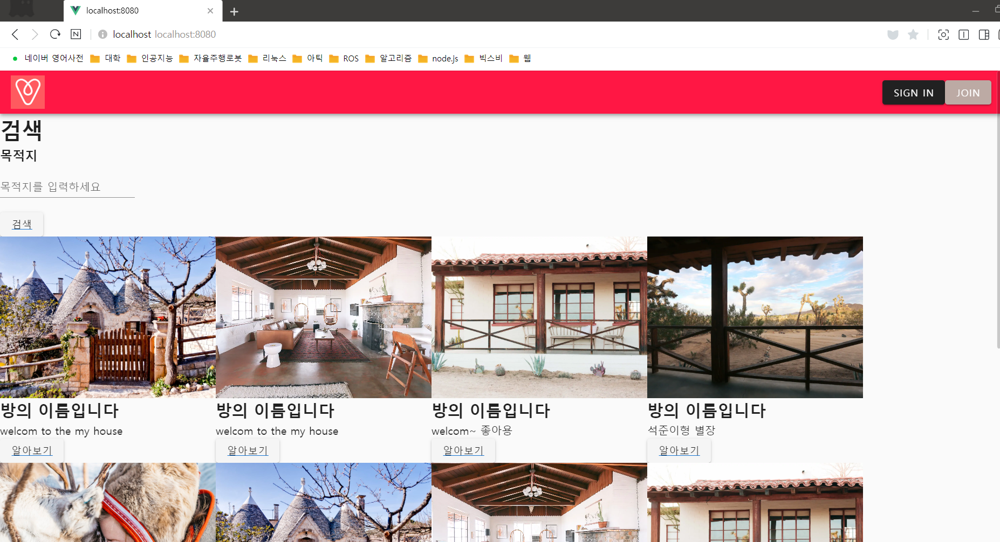 localhost:8080
N
localhost localhost:8080
네이버 영어사전 대학 인공지능 자율주행로봇 리눅스 아틱 ROS 알고리즘 node.js 빅스비 웹
SIGN IN JOIN
검색
목적지
목적지를 입력하세요
검색
방의 이름입니다 방의 이름입니다 방의 이름입니다 방의 이름입니다
welcom to the my house welcom to the my house welcom~ 좋아용 석준이형 별장
알아보기 알아보기 알아보기 알아보기